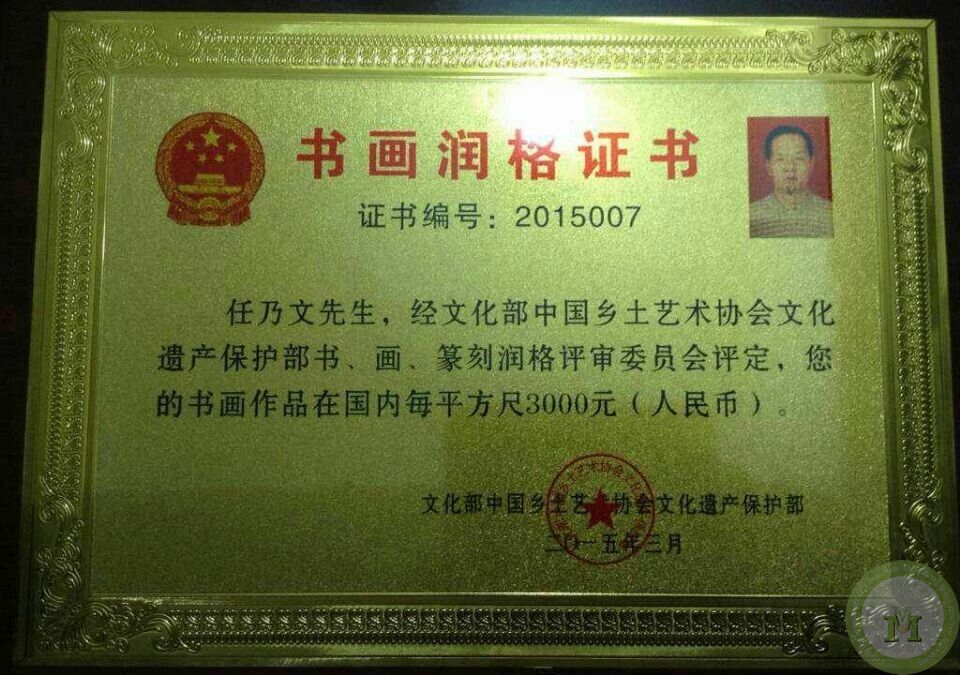 书画润格证书
证书编号：2015007
任乃文先生，经文化部中国乡土艺术协会文化
遗产保护部书、画、篆刻润格评审委员会评定，您
的书画作品在国内每平方尺3000元（人民币）。
文化部中国乡土艺术协会文化遗产保护部
二〇一五年三月
M